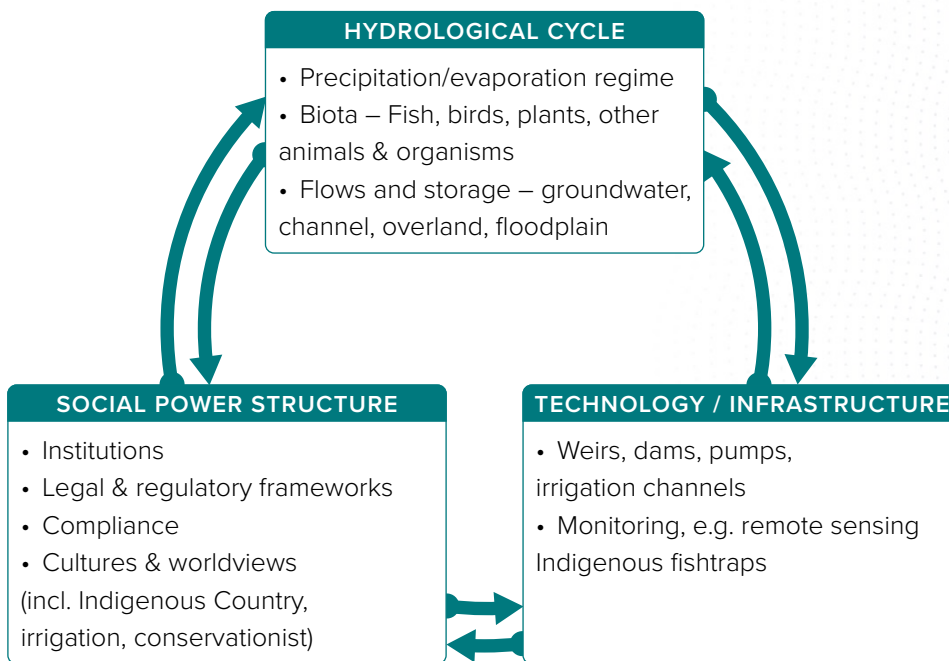 HYDROLOGICAL CYCLE
• Precipitation/evaporation regime
• Biota – Fish, birds, plants, other
animals & organisms
• Flows and storage – groundwater,
channel, overland, floodplain
SOCIAL POWER STRUCTURE
• Institutions
• Legal & regulatory frameworks
• Compliance
• Cultures & worldviews
(incl. Indigenous Country,
irrigation, conservationist)
TECHNOLOGY / INFRASTRUCTURE
• Weirs, dams, pumps,
irrigation channels
• Monitoring, e.g. remote sensing
Indigenous fishtraps